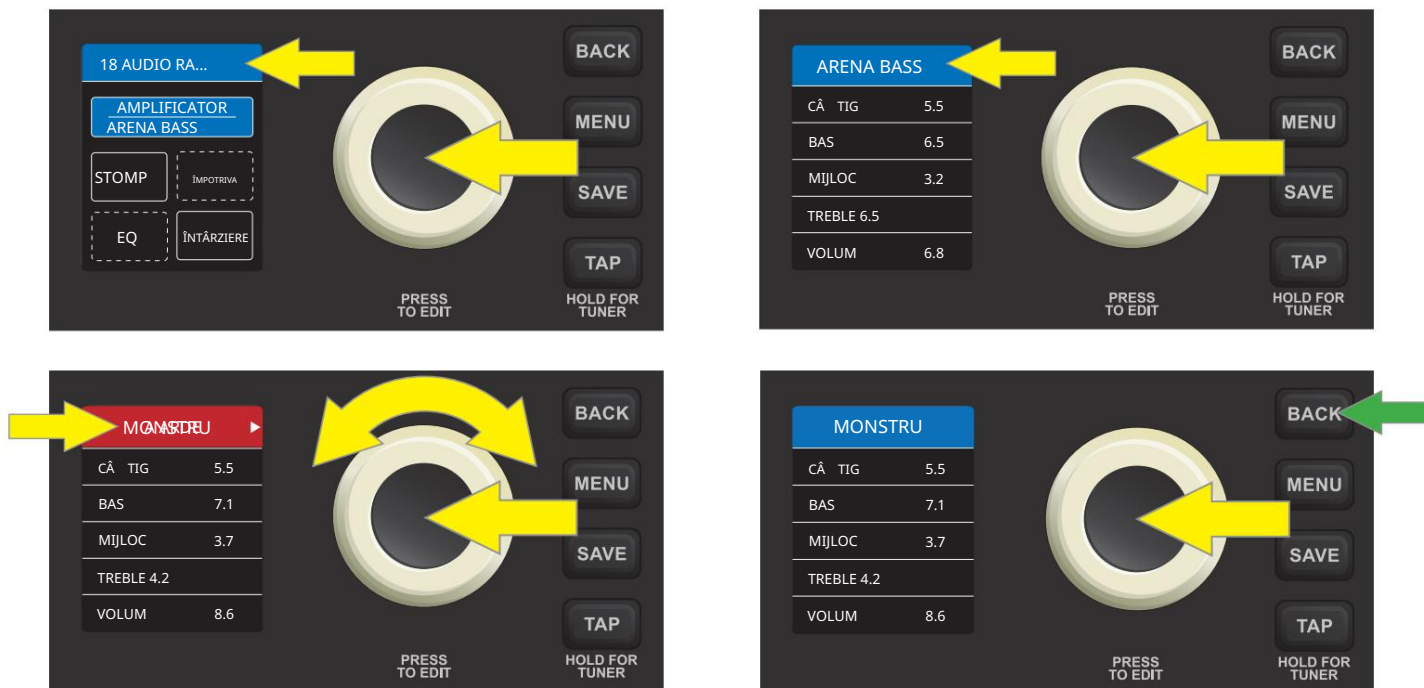 18 AUDIO RA...
AMPLIFICATOR
ARENA BASS
STOMP
ÎMPOTRIVA
EQ
ÎNTÂRZIERE
PRESS
TO EDIT
BACK
MENU
SAVE
TAP
HOLD FOR
TUNER
ARENA BASS
CÂ TIG 5.5
BAS 6.5
MIJLOC 3.2
TREBLE 6.5
VOLUM 6.8
PRESS
TO EDIT
BACK
MENU
SAVE
TAP
HOLD FOR
TUNER
CÂ TIG 5.5
BAS 7.1
MIJLOC 3.7
TREBLE 4.2
VOLUM 8.6
PRESS
TO EDIT
BACK
MENU
SAVE
TAP
HOLD FOR
TUNER
MONSTRU
CÂ TIG 5.5
BAS 7.1
MIJLOC 3.7
TREBLE 4.2
VOLUM 8.6
PRESS
TO EDIT
BACK
MENU
SAVE
TAP
HOLD FOR
TUNER